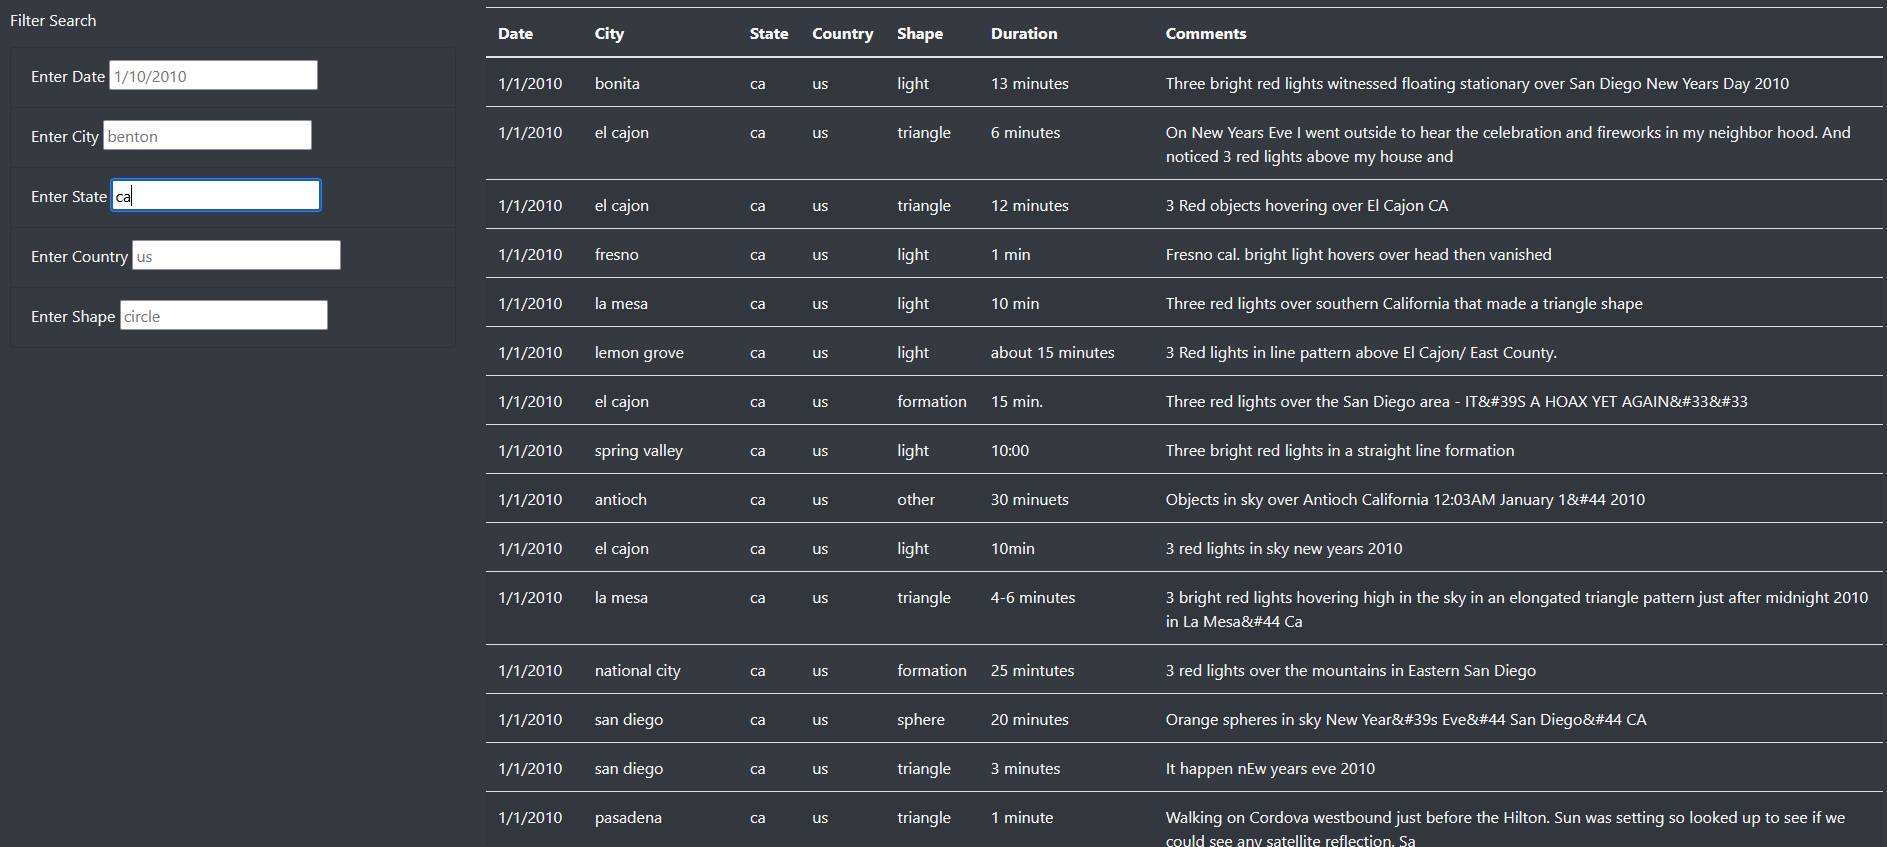 Filter Search
Enter Date 1/10/2010
Enter City benton
Enter State ca
Enter Country us
Enter Shape circle
Date City State Country Shape Duration Comments
1/1/2010 bonita ca us light 13 minutes Three bright red lights witnessed floating stationary over San Diego New Years Day 2010
1/1/2010 el cajon ca us triangle 6 minutes On New Years Eve I went outside to hear the celebration and fireworks in my neighbor hood. And
noticed 3 red lights above my house and
1/1/2010 el cajon ca us triangle 12 minutes 3 Red objects hovering over El Cajon CA
1/1/2010 fresno ca us light 1 min Fresno cal. bright light hovers over head then vanished
1/1/2010 la mesa ca us light 10 min Three red lights over southern California that made a triangle shape
1/1/2010 lemon grove ca us light about 15 minutes 3 Red lights in line pattern above El Cajon/ East County.
1/1/2010 el cajon ca us formation 15 min. Three red lights over the San Diego area - IT&#39S A HOAX YET AGAIN&#33&#33
1/1/2010 spring valley ca us light 10:00 Three bright red lights in a straight line formation
1/1/2010 antioch ca us other 30 minuets Objects in sky over Antioch California 12:03AM January 1&#44 2010
1/1/2010 el cajon ca us light 10min 3 red lights in sky new years 2010
1/1/2010 la mesa ca us triangle 4-6 minutes 3 bright red lights hovering high in the sky in an elongated triangle pattern just after midnight 2010
in La Mesa&#44 Ca
1/1/2010 national city ca us formation 25 mintutes 3 red lights over the mountains in Eastern San Diego
1/1/2010 san diego ca us sphere 20 minutes Orange spheres in sky New Year&#39s Eve&#44 San Diego&#44 CA
1/1/2010 san diego ca us triangle 3 minutes It happen nEw years eve 2010
1/1/2010 pasadena ca us triangle 1 minute Walking on Cordova westbound just before the Hilton. Sun was setting so looked up to see if we
could see any satellite reflection. Sa